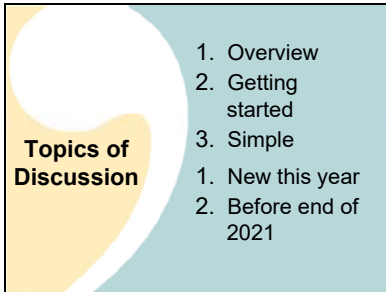 Topics of
Discussion
1. Overview
2. Getting
started
3. Simple
1. New this year
2. Before end of
2021